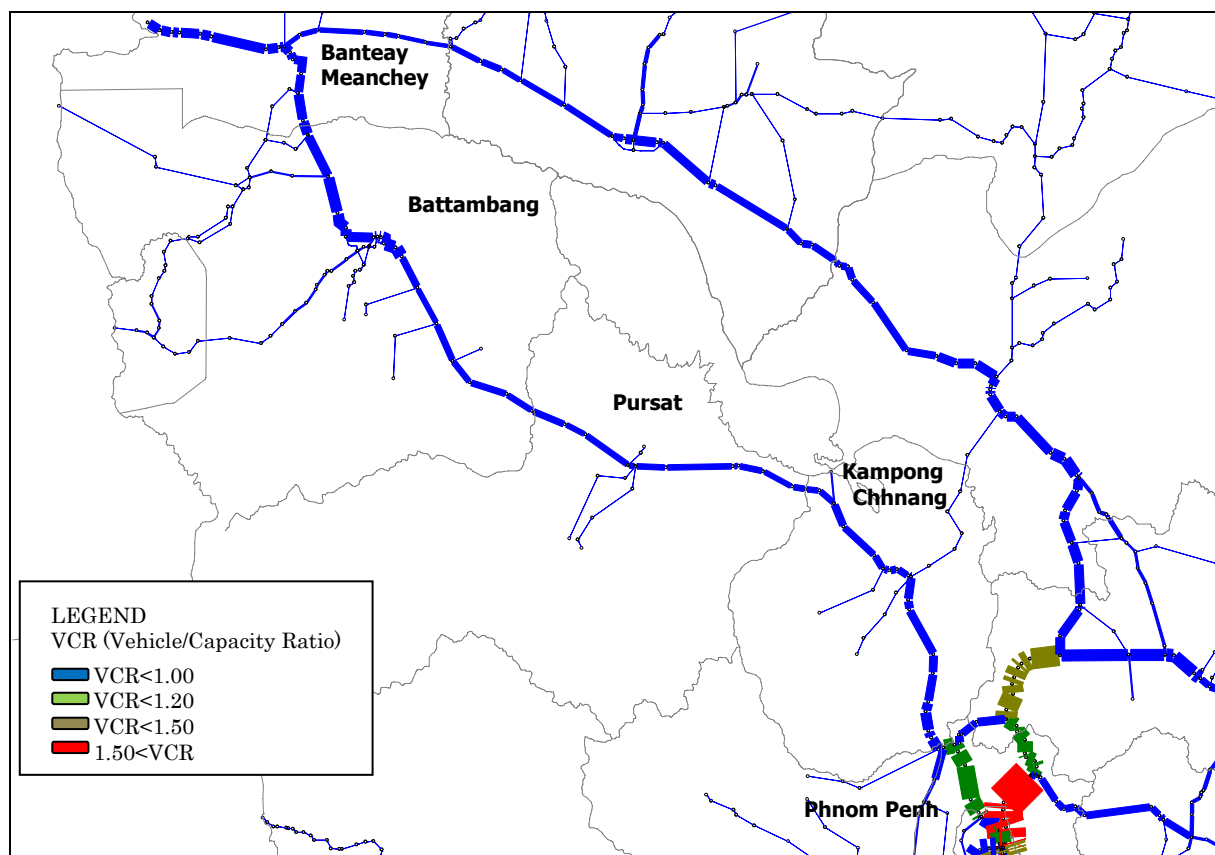 Banteay
Meanchey
Battambang
Pursat
Kampong
Chhnang
LEGEND
VCR (Vehicle/Capacity Ratio)
VCR<1.00
VCR<1.20
VCR<1.50
1.50<VCR
Phnom Penh